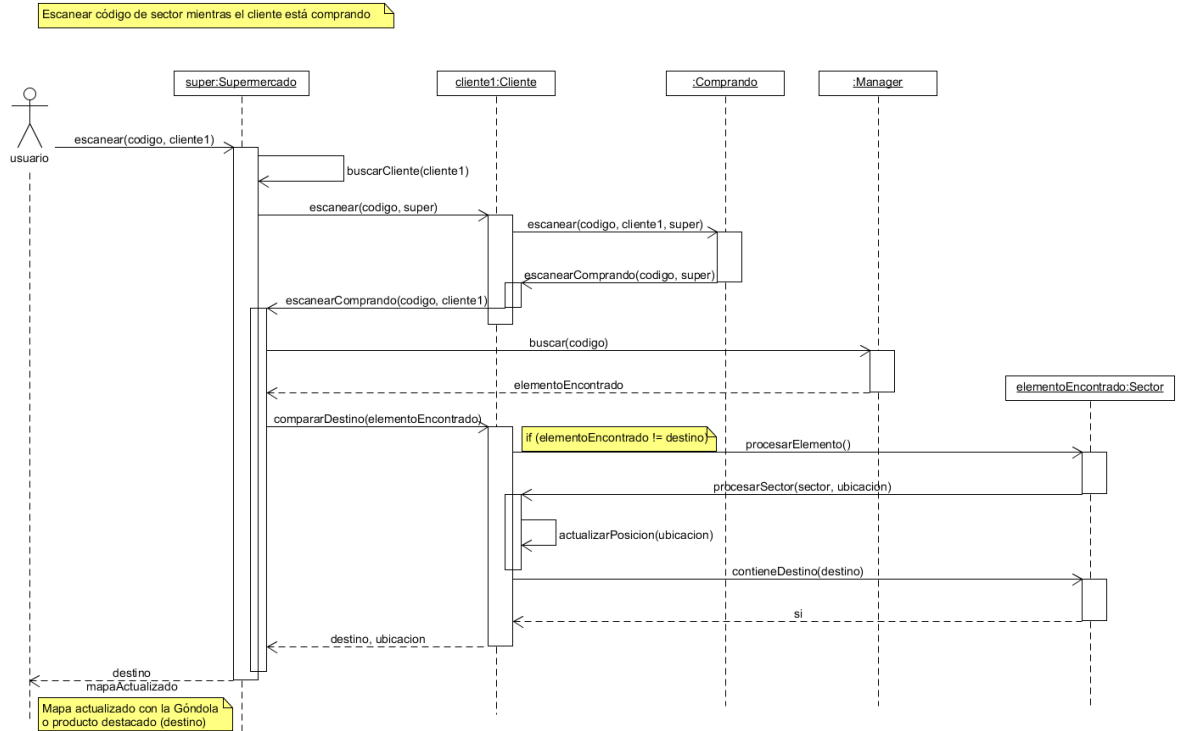 Escanear código de sector mientras el cliente está comprando
super:Supermercado
cliente1:Cliente
:Comprando
:Manager
usuario
escanear(codigo, cliente1)
buscarCliente(cliente1)
escanear(codigo, super)
escanear(codigo, cliente1, super)
escanearComprando(codigo, super)
escanearComprando(codigo, cliente1)
buscar(codigo)
elementoEncontrado
elementoEncontrado:Sector
compararDestino(elementoEncontrado)
if (elementoEncontrado != destino)
procesarElemento()
procesarSector(sector, ubicación)
actualizarPosicion(ubicacion)
contieneDestino(destino)
si
destino, ubicacion
destino
mapaActualizado
Mapa actualizado con la Góndola
o producto destacado (destino)